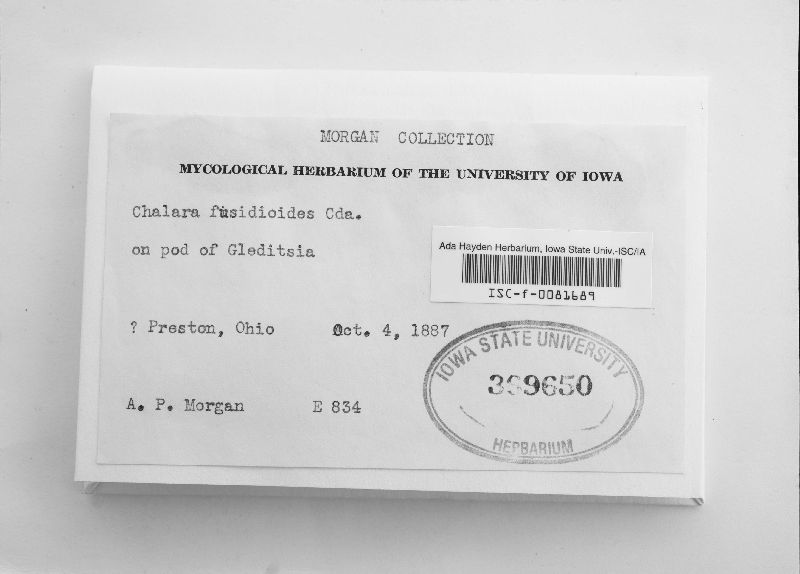 MORGAN COLLECTION
MYCOLOGICAL HERBARIUM OF THE UNIVERSITY OF IOWA
Chalara fusidioides Cda.
on pod of Gleditsia
Ada Hayden Herbarium, Iowa State Univ.-ISC/IA
ISC-f-0081689
? Preston, Ohio Oct. 4, 1887
IOWA STATE UNIVERSITY
389650
HERBARIUM
A. P. Morgan E 834